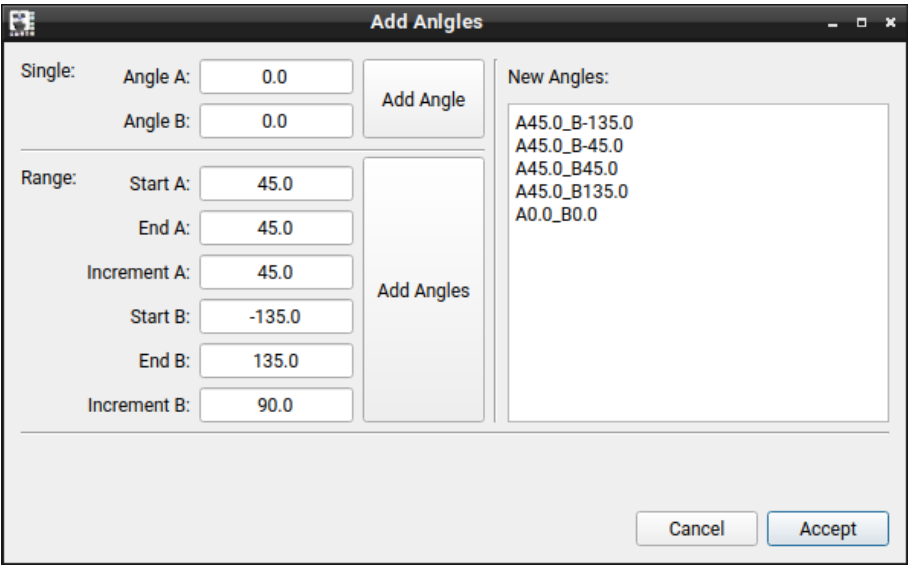 Add Anlgles
Single:
Angle A: 0.0
Angle B: 0.0
Add Angle
Range:
Start A: 45.0
End A: 45.0
Increment A: 45.0
Start B: -135.0
End B: 135.0
Increment B: 90.0
Add Angles
New Angles:
A45.0_B-135.0
A45.0_B-45.0
A45.0_B45.0
A45.0_B135.0
A0.0_B0.0
Cancel
Accept